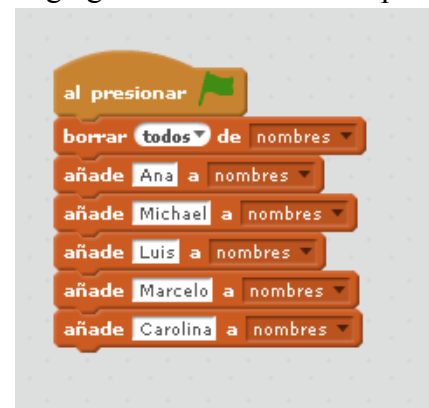 al presionar
borrar todos de nombres
añade Ana a nombres
añade Michael a nombres
añade Luis a nombres
añade Marcelo a nombres
añade Carolina a nombres